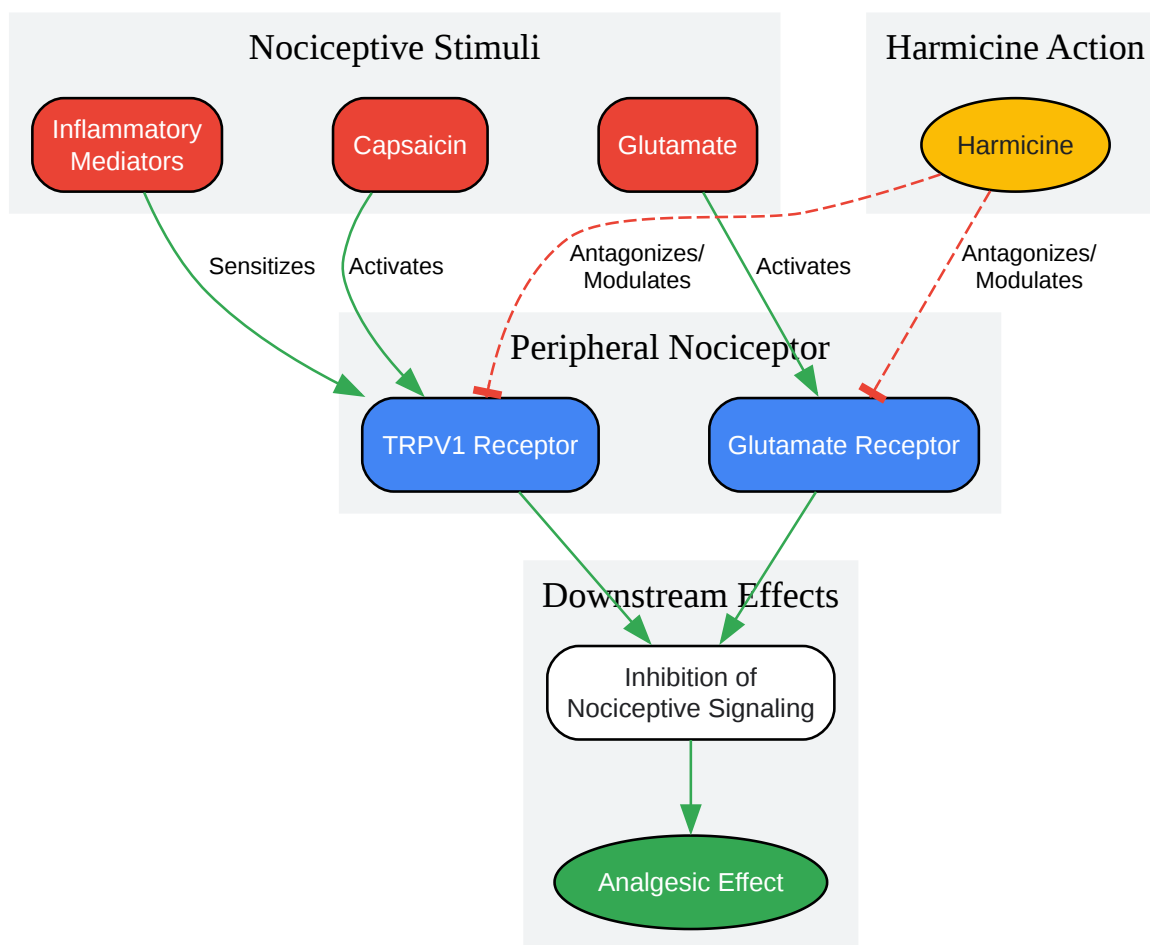 Nociceptive Stimuli
Harmicine Action
Inflammatory
Mediators
Capsaicin
Glutamate
Harmicine
Sensitizes
Activates
Antagonizes/
Modulates
Activates
Antagonizes/
Modulates
Peripheral Nociceptor
TRPV1 Receptor
Glutamate Receptor
Downstream Effects
Inhibition of
Nociceptive Signaling
Analgesic Effect